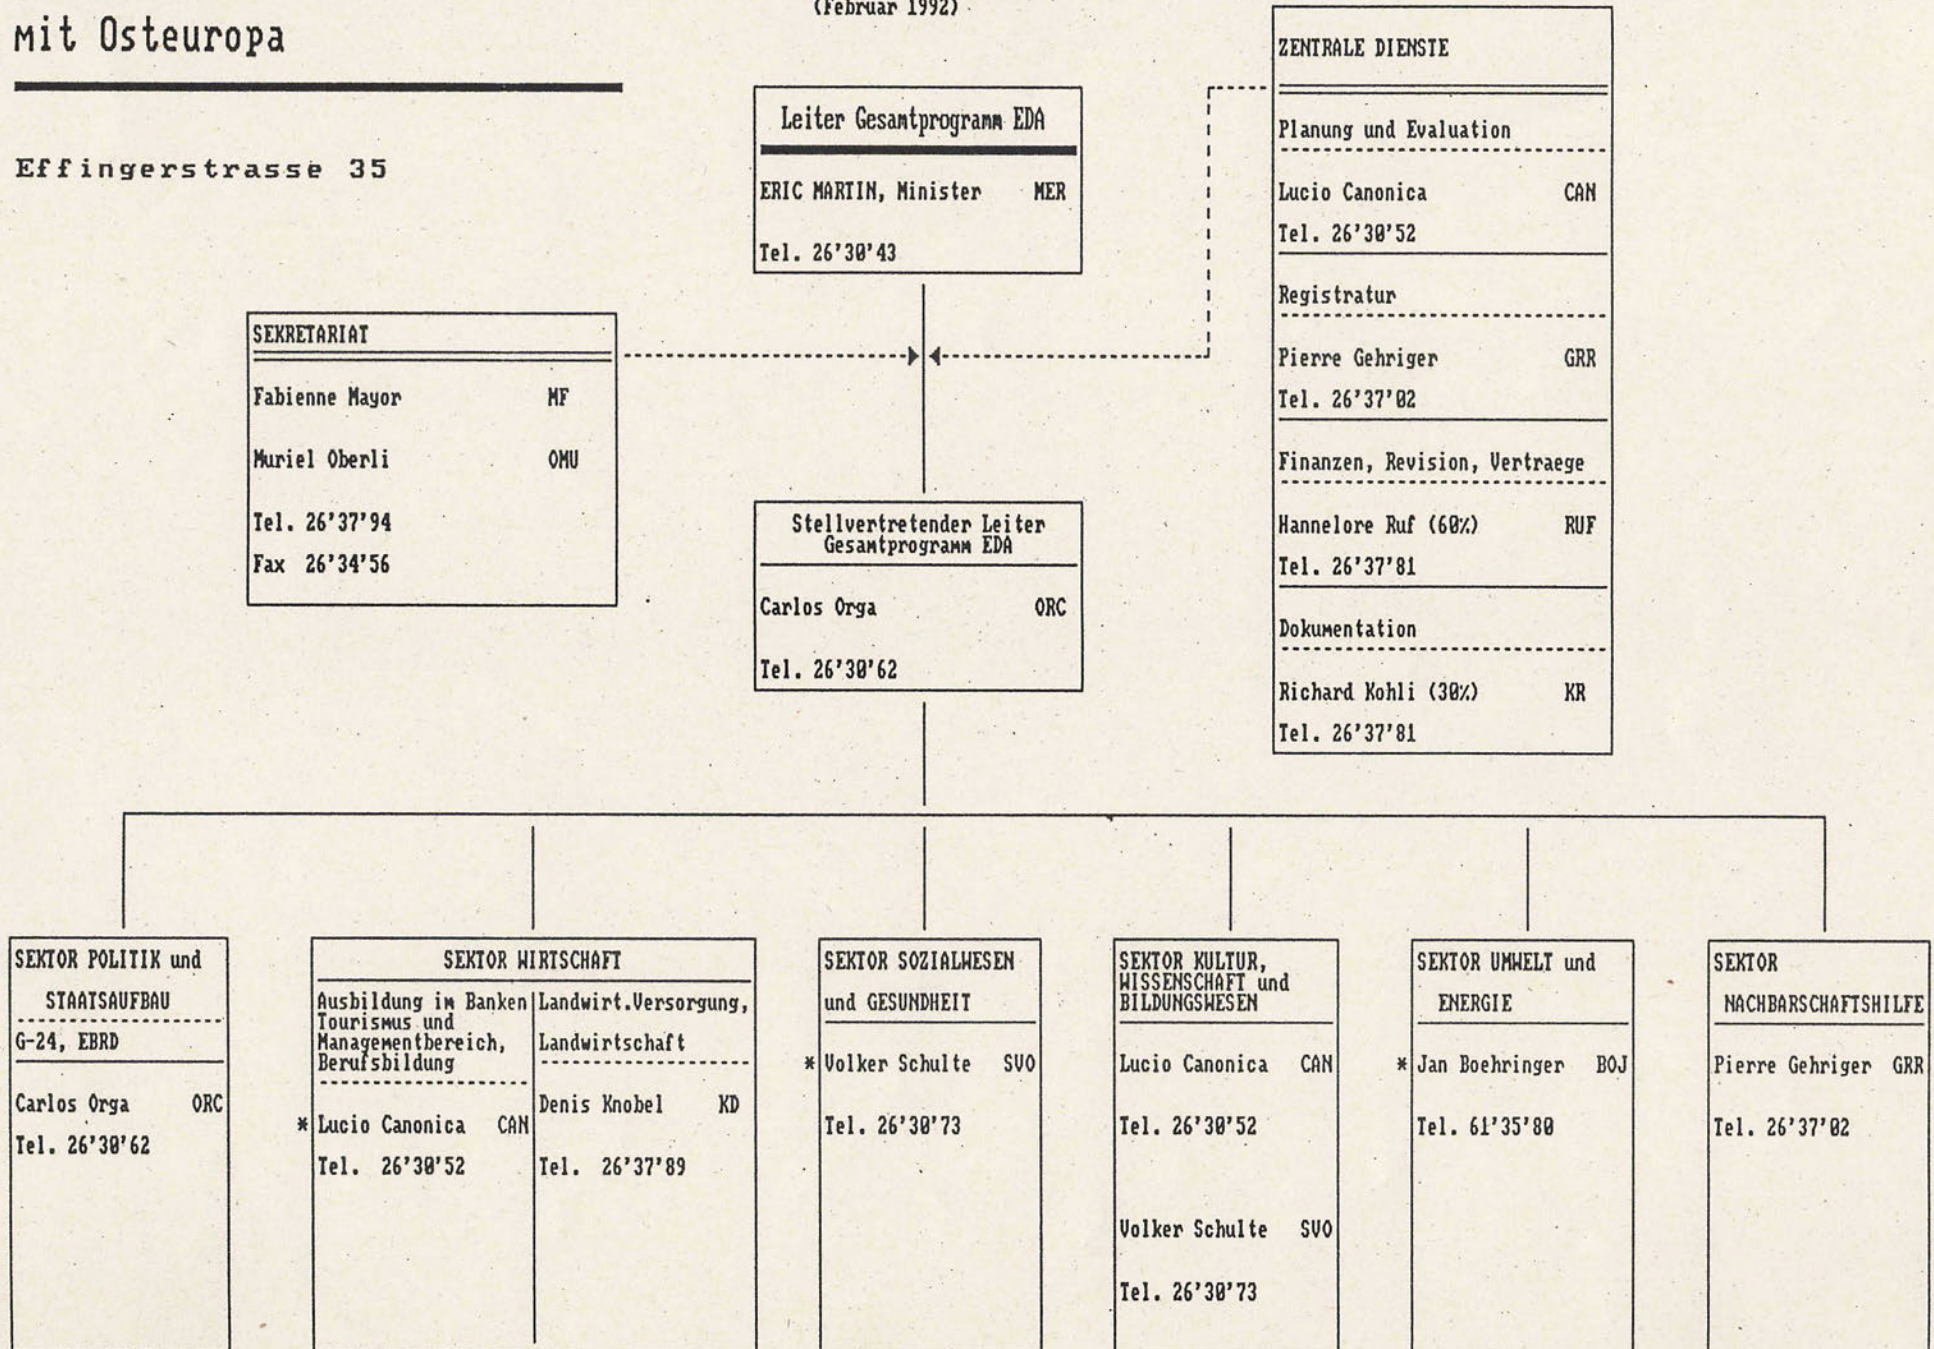 mit Osteuropa
(Februar 1992)
Effingerstrasse 35
Leiter Gesamtprogramm EDA
ERIC MARTIN, Minister MER
Tel. 26'30'43
SEKRETARIAT
Fabienne Mayor MF
Muriel Oberli OMU
Tel. 26'37'94
Fax 26'34'56
Stellvertretender Leiter
Gesamtprogramm EDA
Carlos Orga ORC
Tel. 26'30'62
ZENTRALE DIENSTE
Planung und Evaluation
Lucio Canonica CAN
Tel. 26'30'52
Registratur
Pierre Gehriger GRR
Tel. 26'37'02
Finanzen, Revision, Vertraege
Hannelore Ruf (60%) RUF
Tel. 26'37'81
Dokumentation
Richard Kohli (30%) KR
Tel. 26'37'81
SEKTOR POLITIK und
STAATSAUFBAU
G-24, EBRD
Carlos Orga ORC
Tel. 26'30'62
SEKTOR WIRTSCHAFT
Ausbildung im Banken
Tourismus und
Managementbereich,
Berufsbildung
* Lucio Canonica CAN
Tel. 26'30'52
Landwirt.Versorgung,
Landwirtschaft
Denis Knobel KD
Tel. 26'37'89
SEKTOR SOZIALWESEN
und GESUNDHEIT
* Volker Schulte SVO
Tel. 26'30'73
SEKTOR KULTUR,
WISSENSCHAFT und
BILDUNGSWESEN
Lucio Canonica CAN
Tel. 26'30'52
Volker Schulte SVO
Tel. 26'30'73
SEKTOR UMWELT und
ENERGIE
* Jan Boehringer BOJ
Tel. 61'35'80
SEKTOR
NACHBARSCHAFTSHILFE
Pierre Gehriger GRR
Tel. 26'37'02